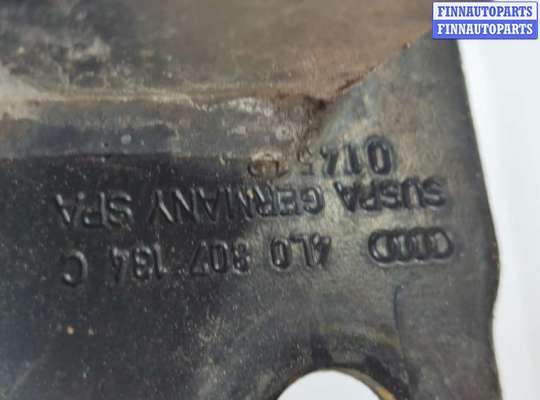 FINNAUTOPARTS
FINNAUTOPARTS
4L0 807 134 C
SUSPA GERMANY SPA